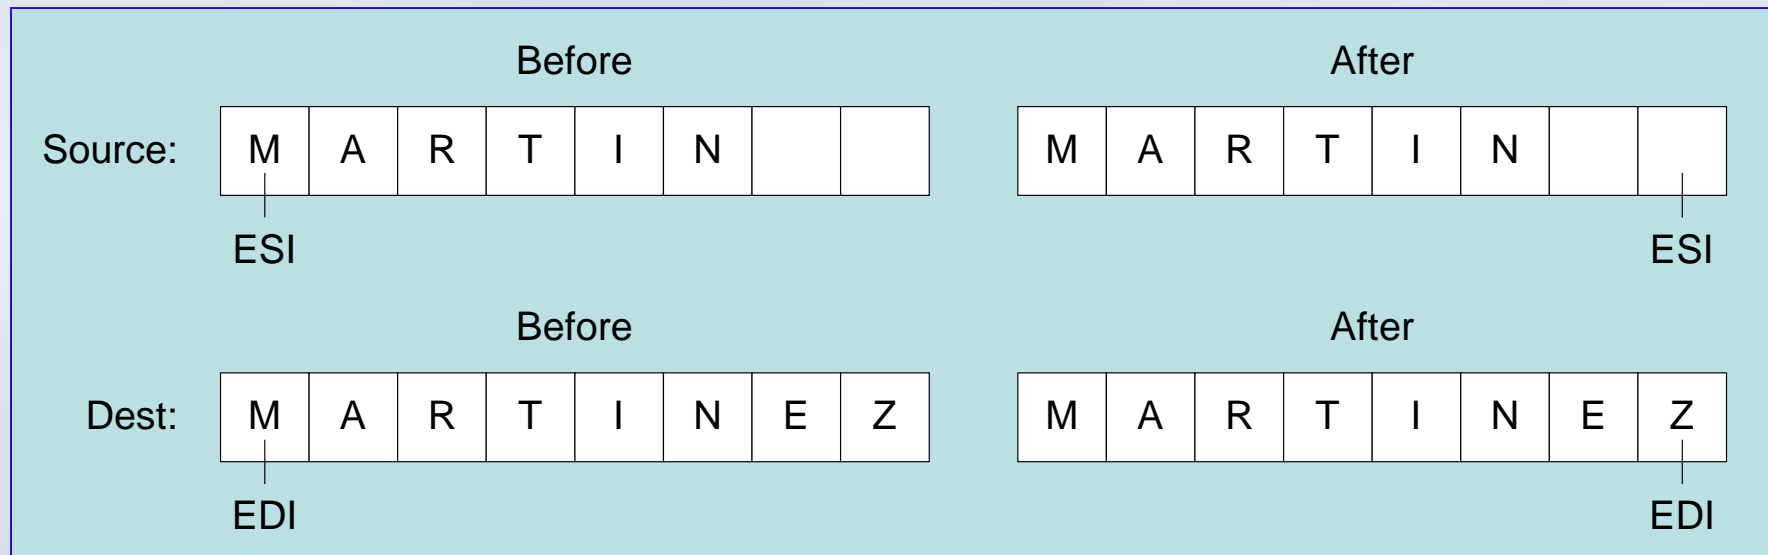 Before After
Source: M A R T I N M A R T I N
ESI ESI
Before After
Dest: M A R T I N E Z M A R T I N E Z
EDI EDI